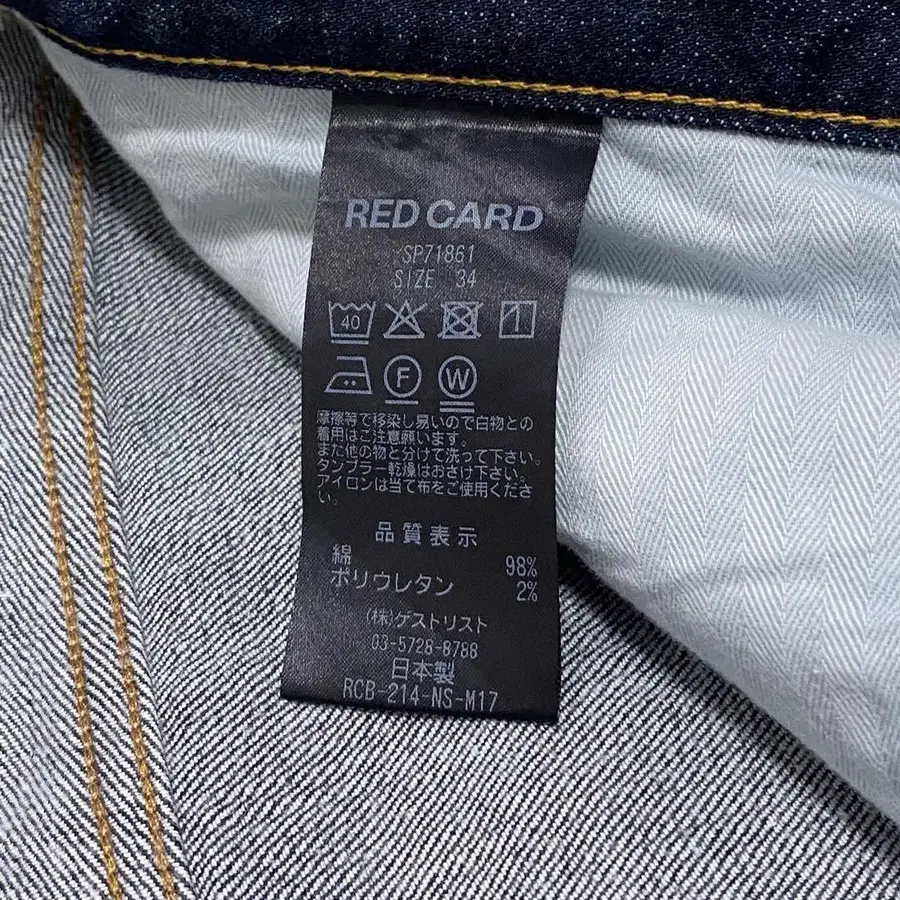 RED CARD
SP71861
SIZE 34
40
F W
摩擦等で移染し易いので白物との
着用はご注意願います。
また他の物と分けて洗って下さい。
タンブラー乾燥はおさけ下さい。
アイロンは当て布をご使用くださ
い。
品質表示
綿 98%
ポリウレタン 2%
(株)ゲストリスト
03-5728-8788
日本製
RCB-214-NS-M17